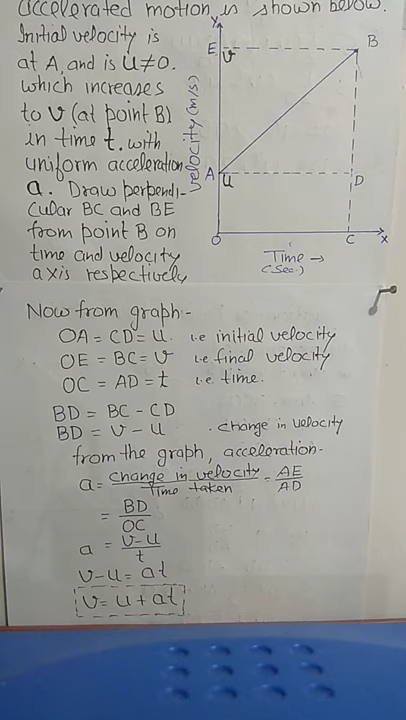 accelerated motion is shown below.
Initial velocity is
at A, and is u≠0.
which increases
to v (at point B)
in time t. with
uniform acceleration
a. Draw perpendi-
cular BC and BE
from point B on
time and velocity
axis respectively
Y
E
v
B
velocity (m/s)
A
u
D
O
C
X
Time →
(Sec.)
Now from graph-
OA = CD = u. i.e initial velocity
OE = BC = v i.e final velocity
OC = AD = t i.e. time.
BD = BC - CD
BD = v - u . change in velocity
from the graph, acceleration-
a = change in velocity / Time taken = AE / AD
= BD / OC
a = v-u / t
v-u = at
v = u + at